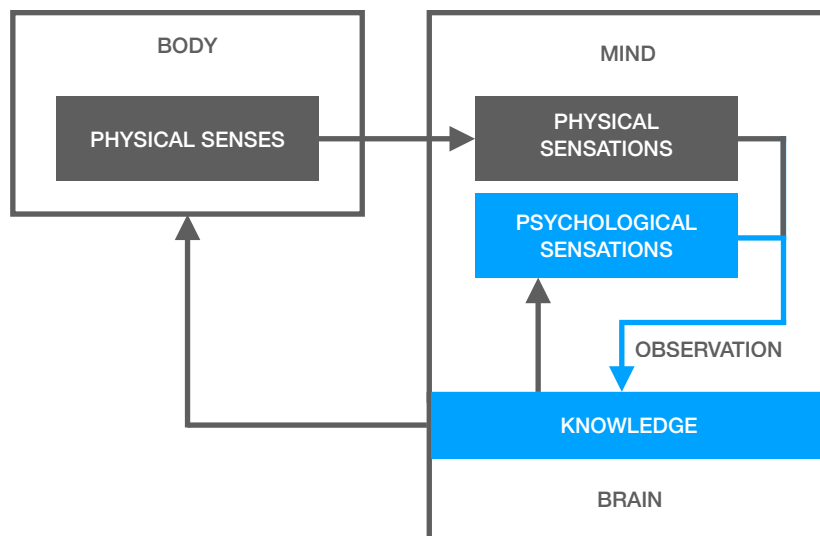 BODY
PHYSICAL SENSES
MIND
PHYSICAL
SENSATIONS
PSYCHOLOGICAL
SENSATIONS
OBSERVATION
KNOWLEDGE
BRAIN